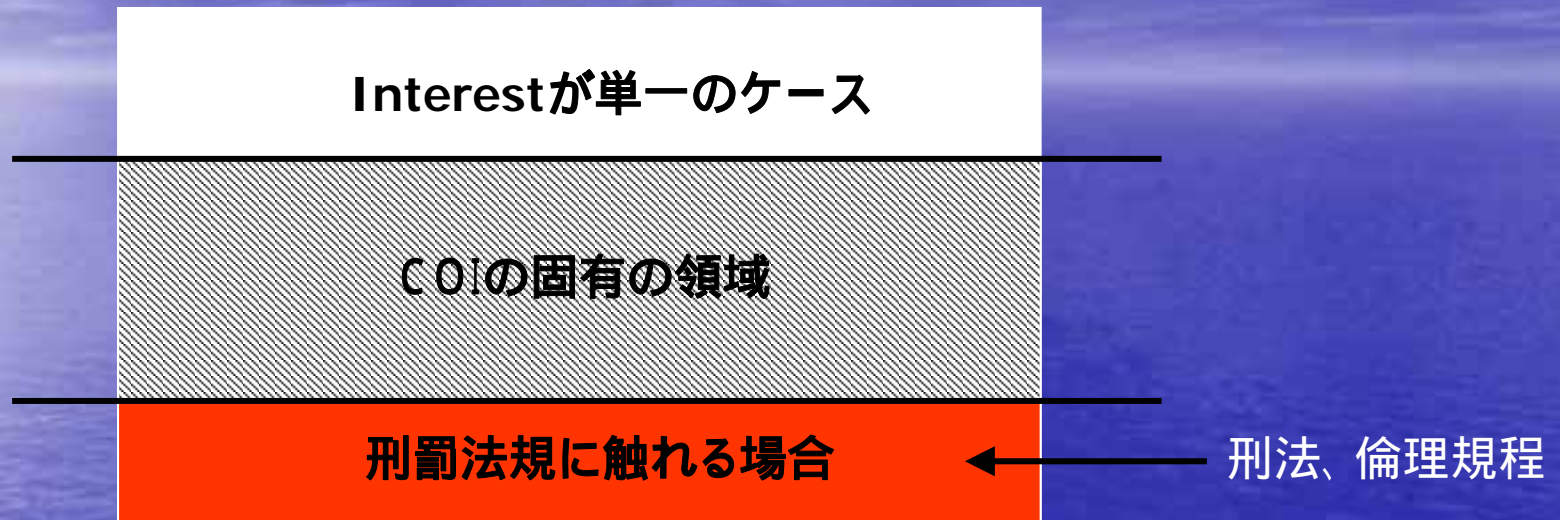 Interestが単一のケース
COIの固有の領域
刑罰法規に触れる場合
刑法、倫理規程